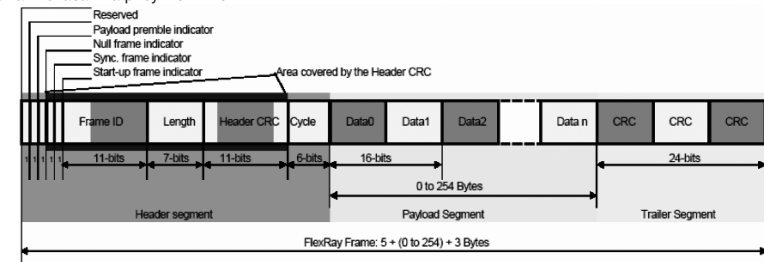 Reserved
Payload premble indicator
Null frame indicator
Sync. frame indicator
Start-up frame indicator
Area covered by the Header CRC
Frame ID Length Header CRC Cycle Data0 Data1 Data2 Data n CRC CRC CRC
1 1 1 1 1 11-bits 7-bits 11-bits 6-bits 16-bits 24-bits
0 to 254 Bytes
Header segment Payload Segment Trailer Segment
FlexRay Frame: 5 + (0 to 254) + 3 Bytes